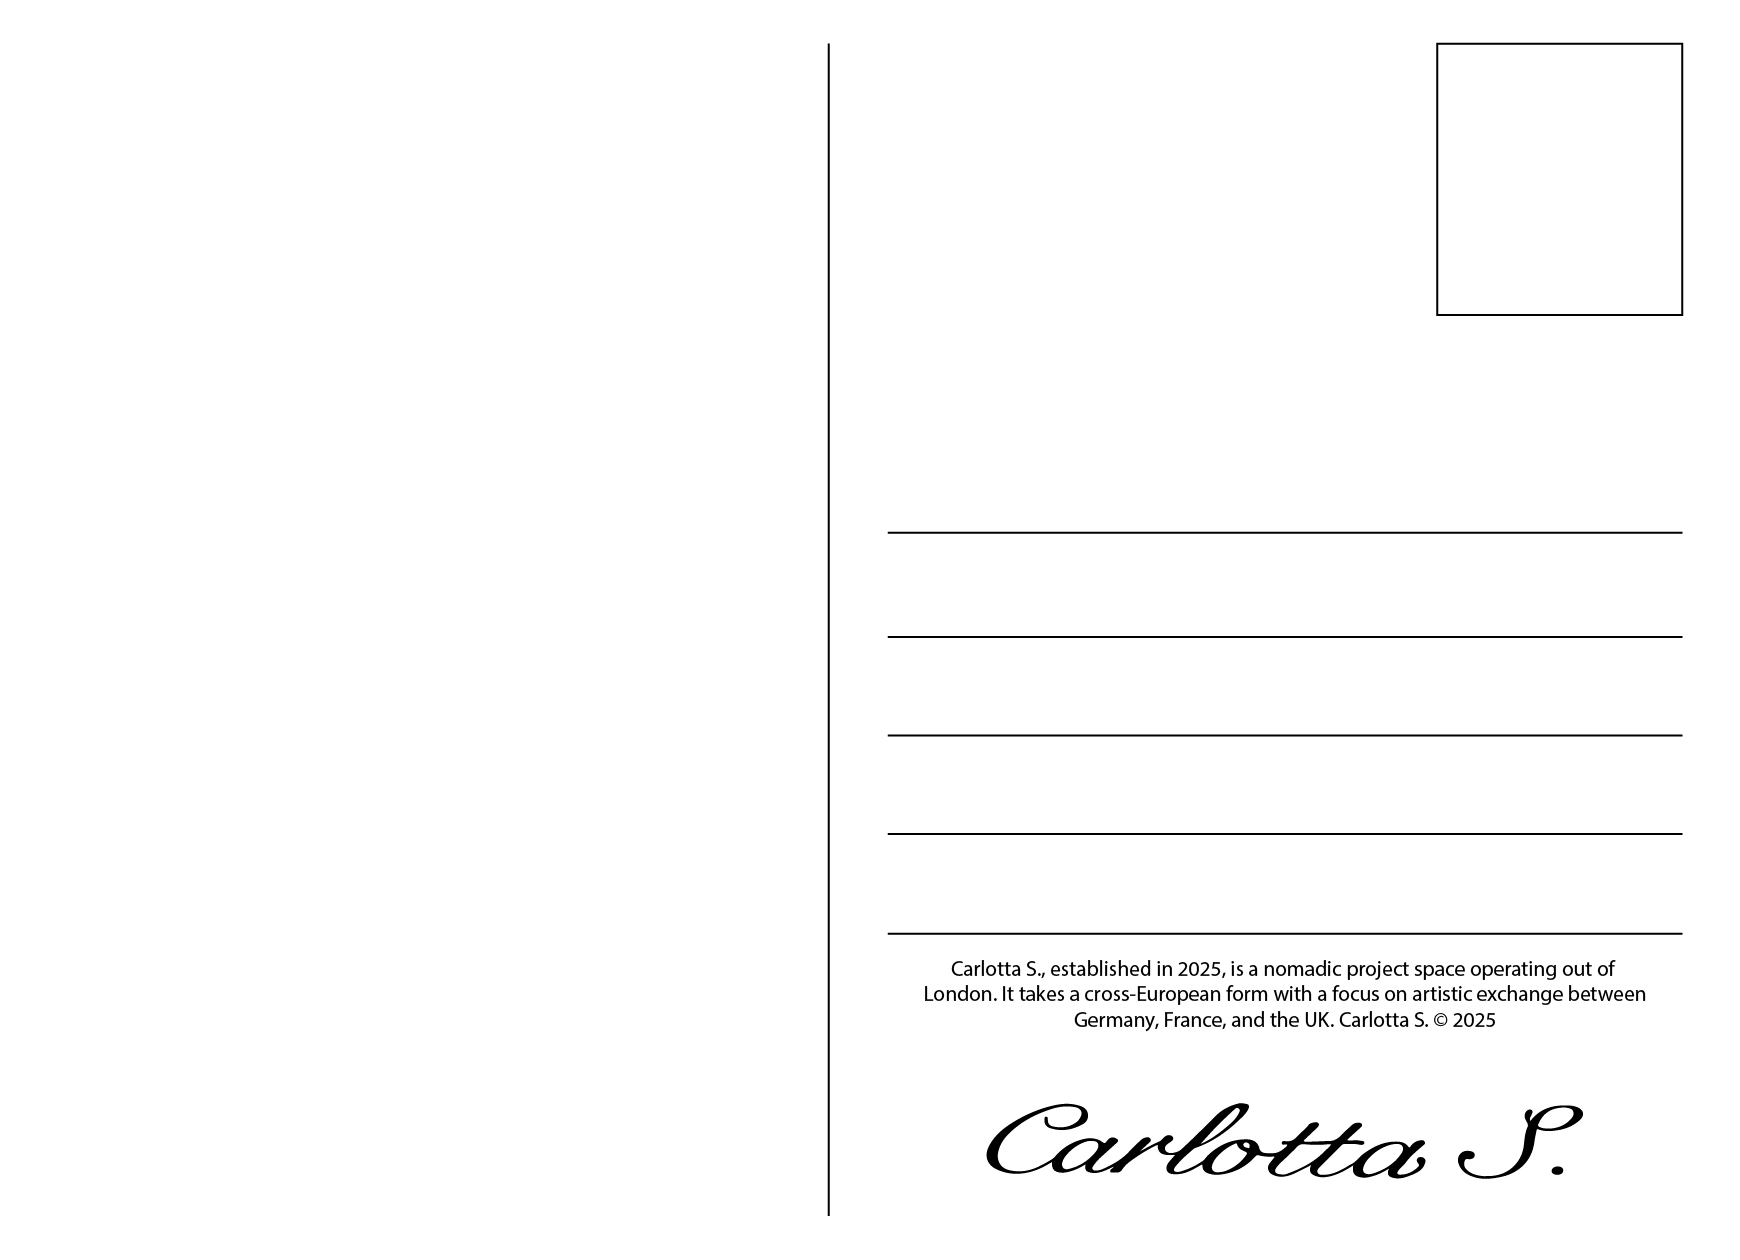 Carlotta S., established in 2025, is a nomadic project space operating out of
London. It takes a cross-European form with a focus on artistic exchange between
Germany, France, and the UK. Carlotta S. © 2025
Carlotta S.